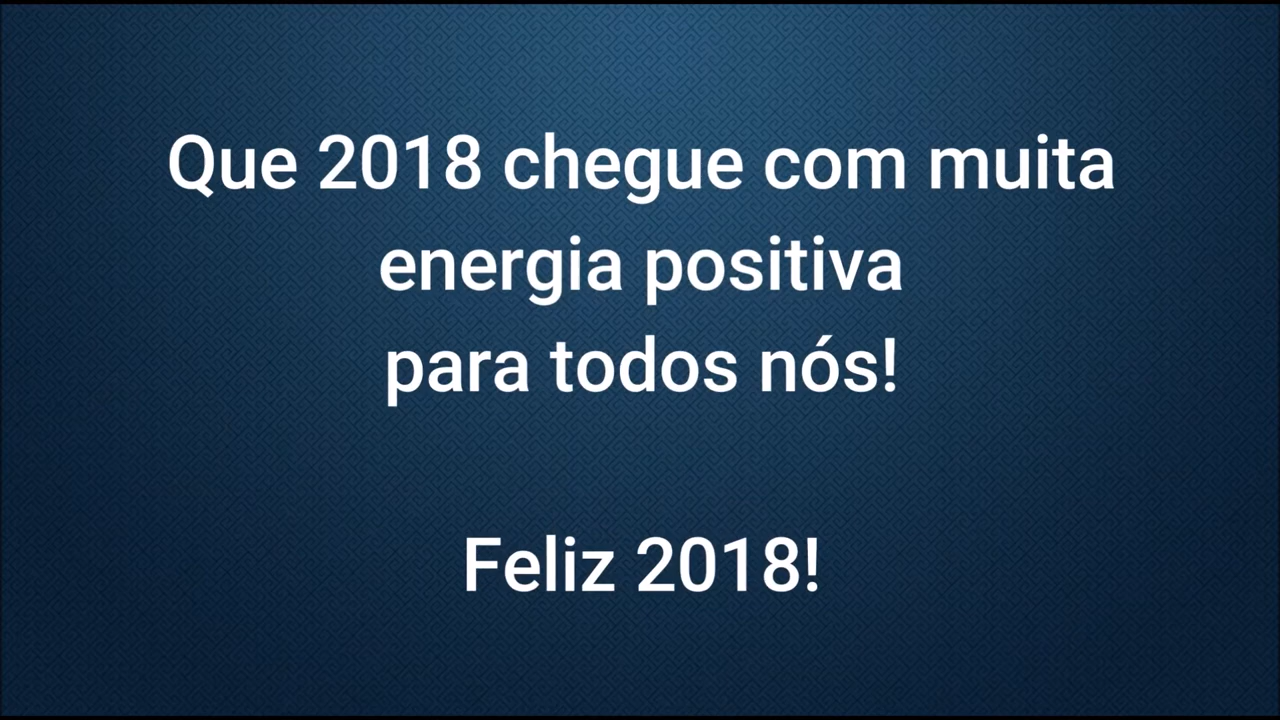 Que 2018 chegue com muita
energia positiva
para todos nós!
Feliz 2018!